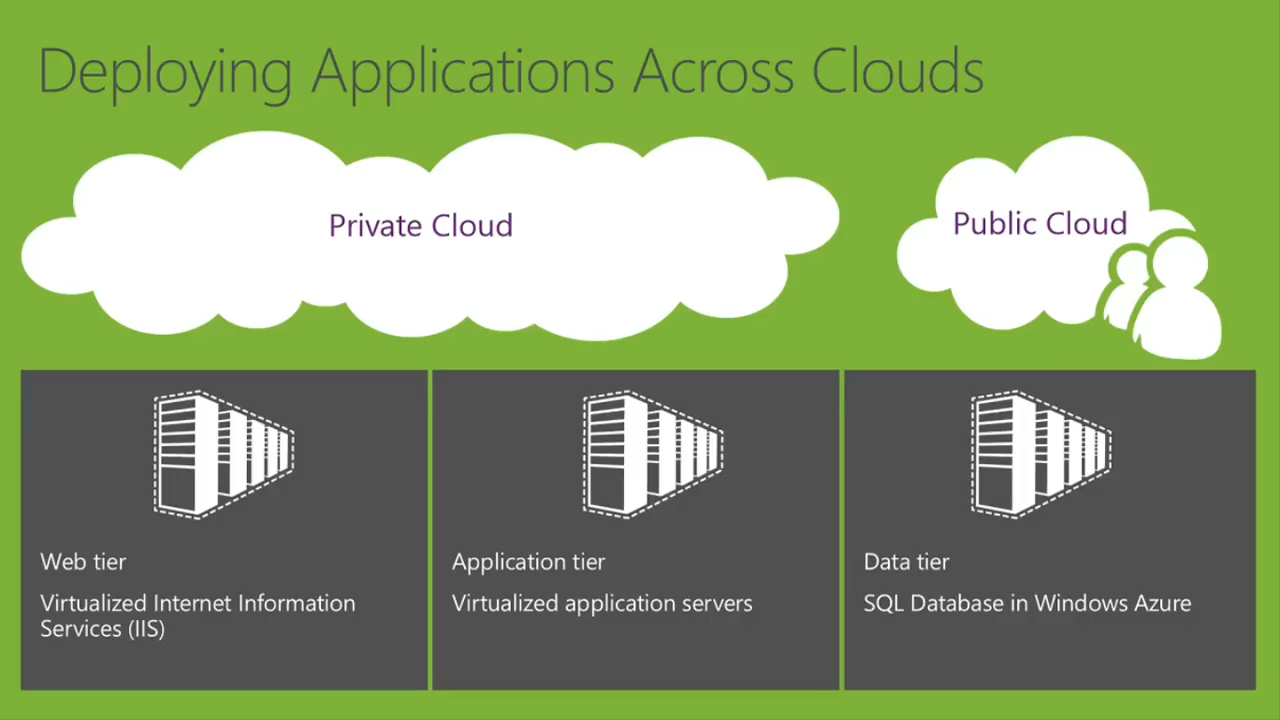 Deploying Applications Across Clouds
Private Cloud
Public Cloud
Web tier
Virtualized Internet Information
Services (IIS)
Application tier
Virtualized application servers
Data tier
SQL Database in Windows Azure